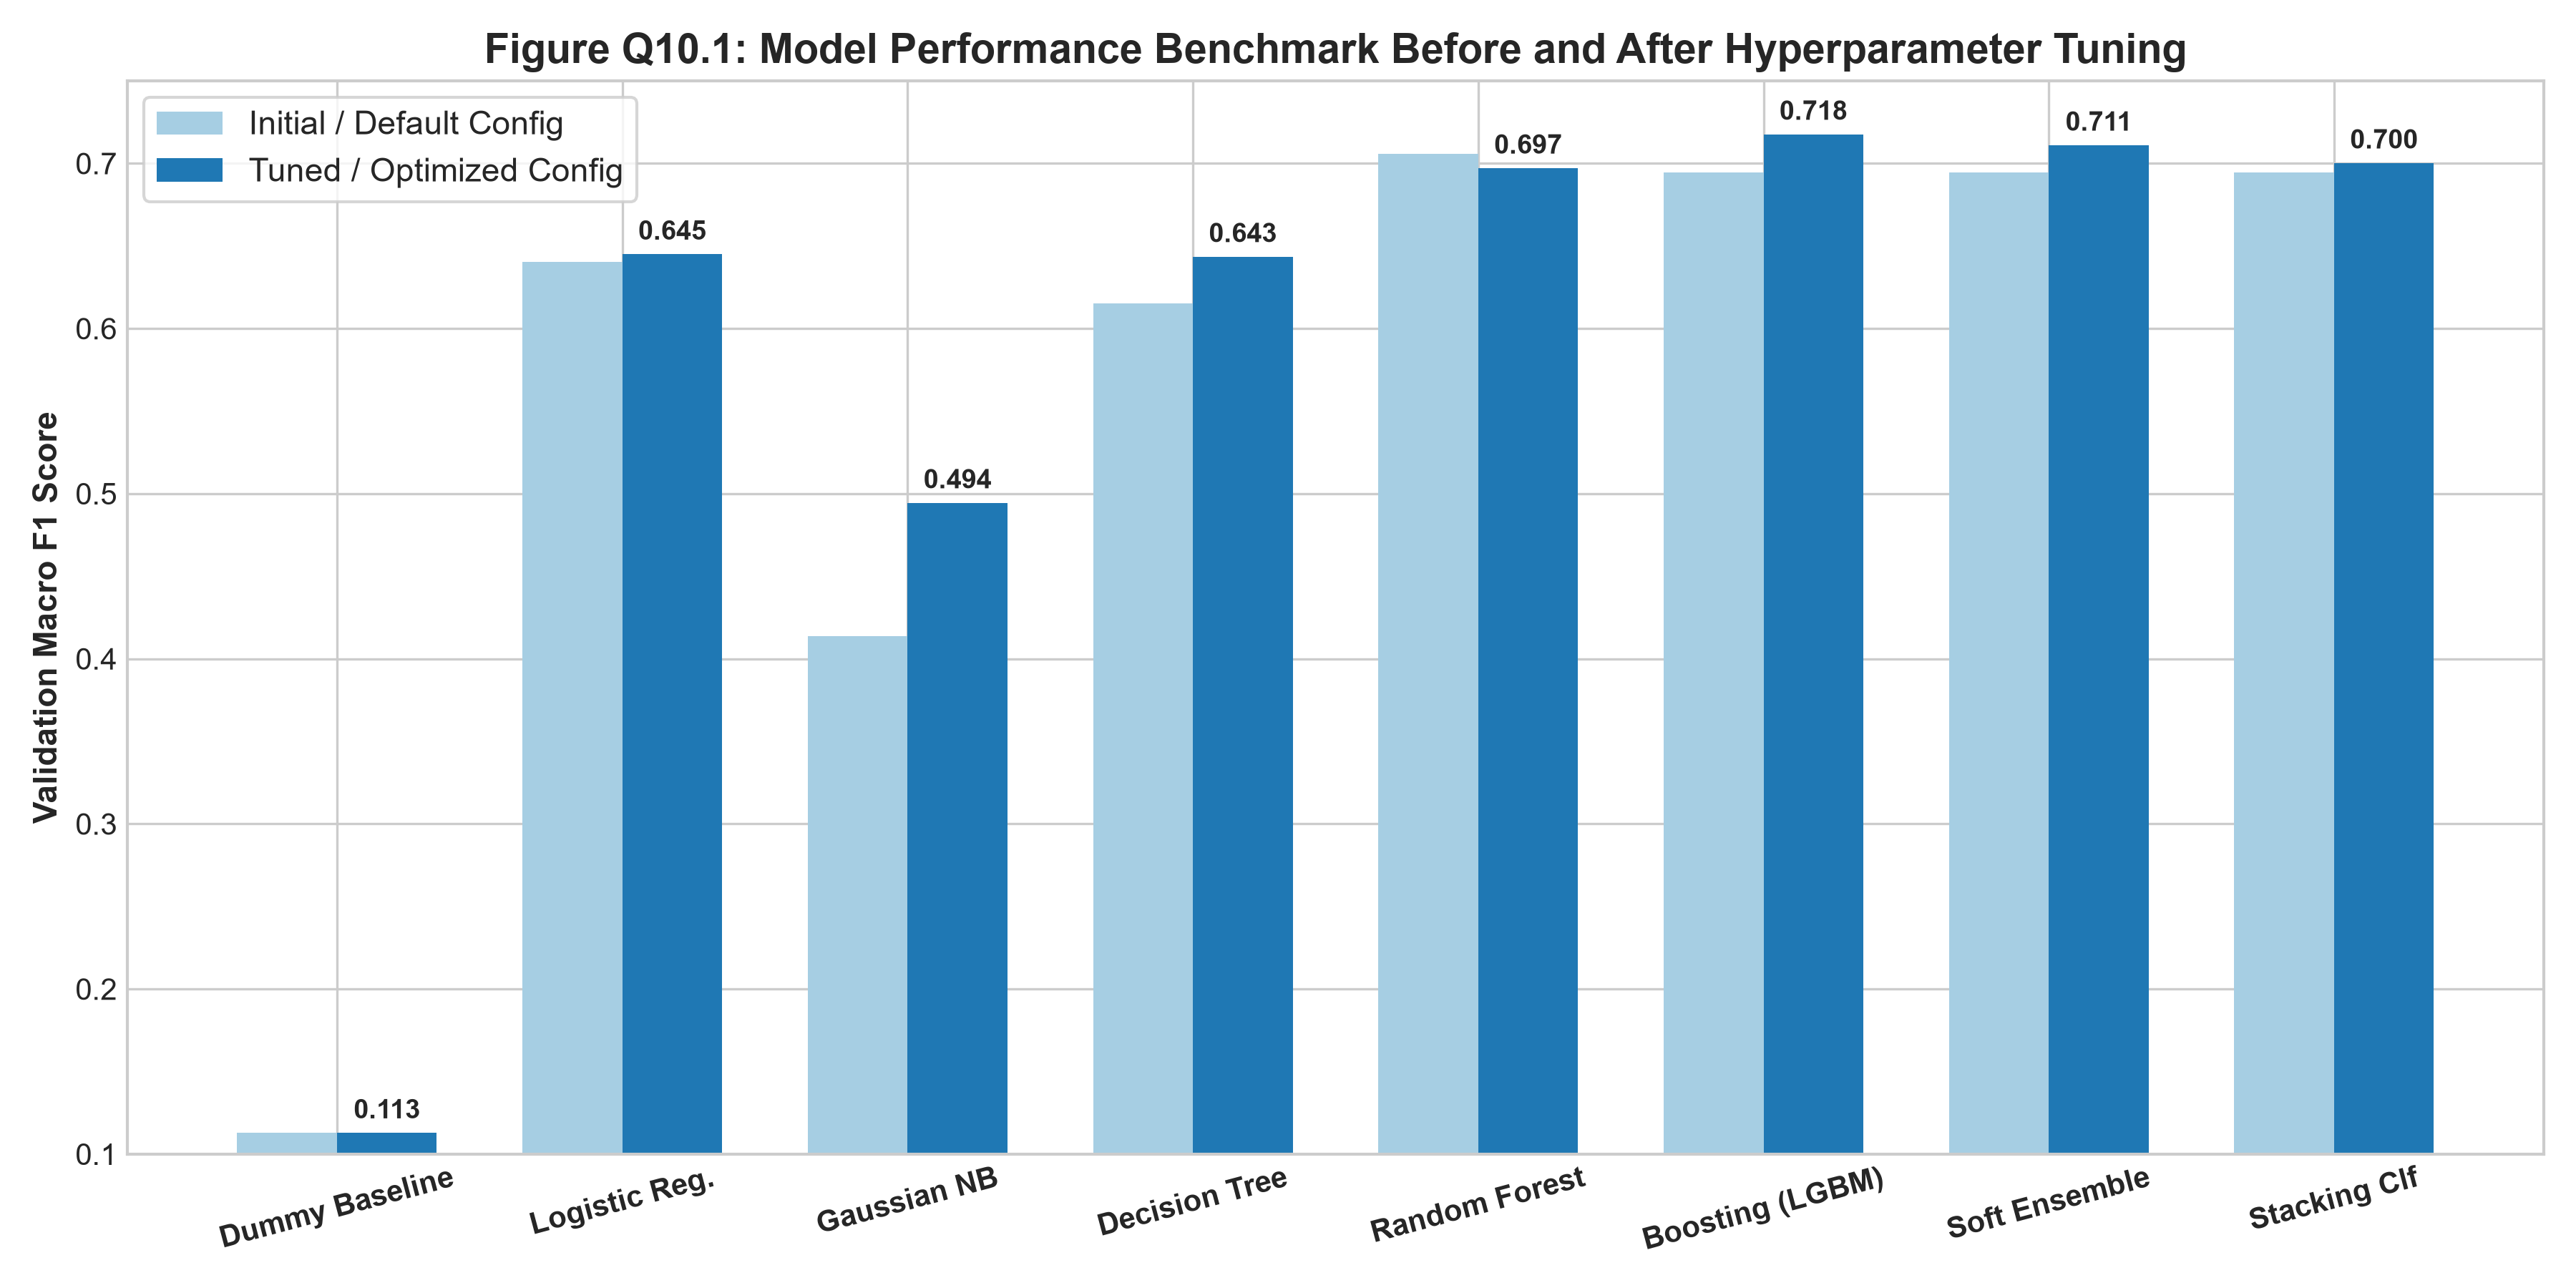 Figure Q10.1: Model Performance Benchmark Before and After Hyperparameter Tuning
Initial / Default Config
Tuned / Optimized Config
Validation Macro F1 Score
0.7
0.6
0.5
0.4
0.3
0.2
0.1
0.113
0.645
0.494
0.643
0.697
0.718
0.711
0.700
Dummy Baseline
Logistic Reg.
Gaussian NB
Decision Tree
Random Forest
Boosting (LGBM)
Soft Ensemble
Stacking Clf